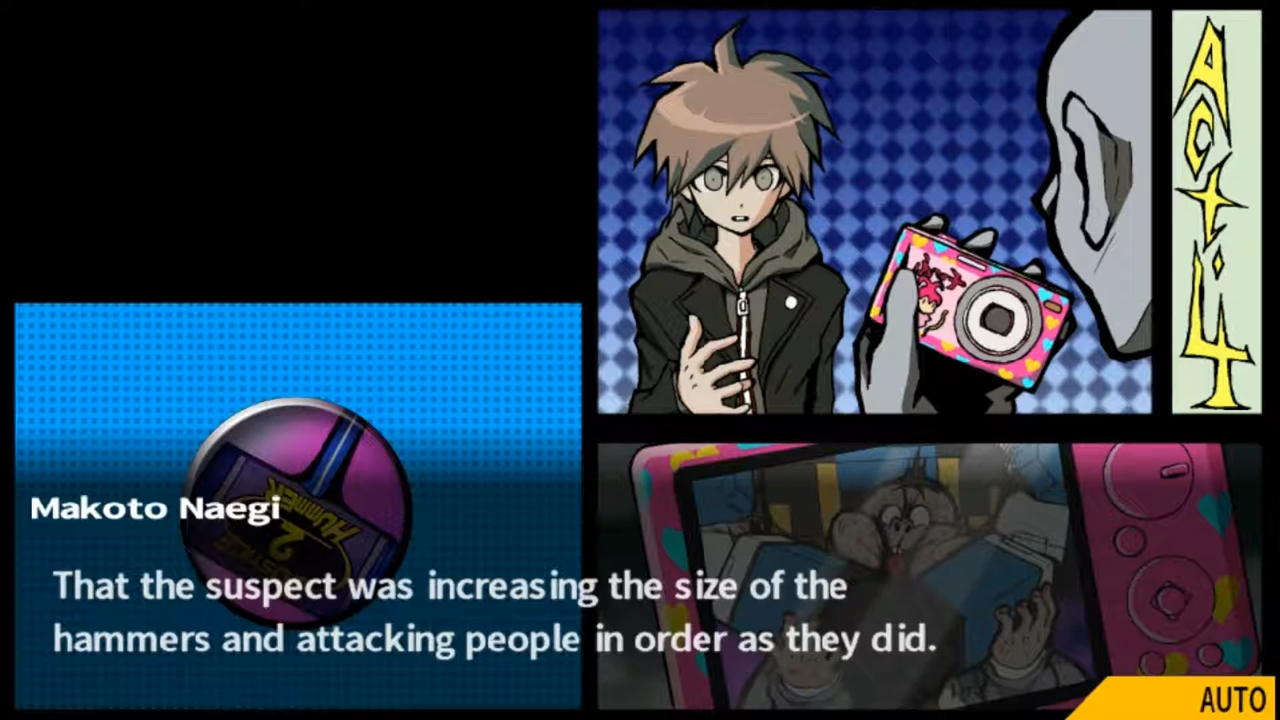 Act.4
Makoto Naegi
That the suspect was increasing the size of the
hammers and attacking people in order as they did.
AUTO